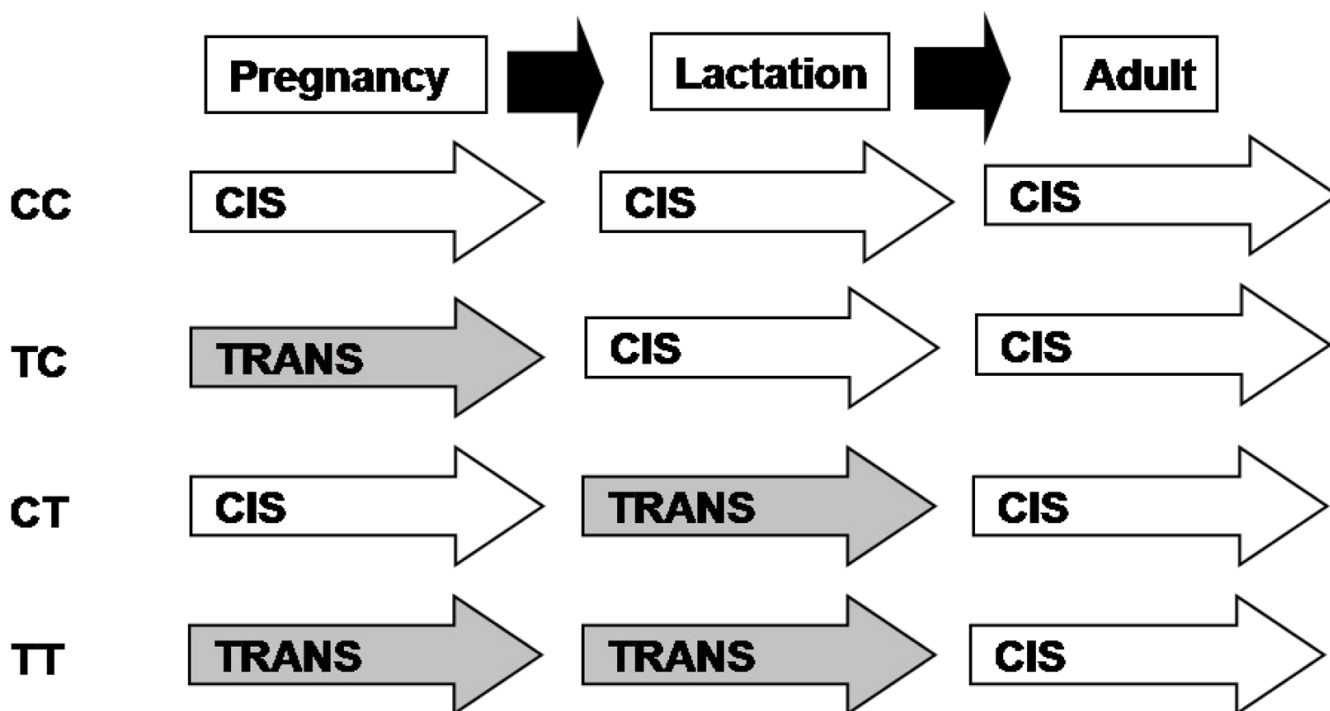 Pregnancy Lactation Adult
CC CIS CIS CIS
TC TRANS CIS CIS
CT CIS TRANS CIS
TT TRANS TRANS CIS